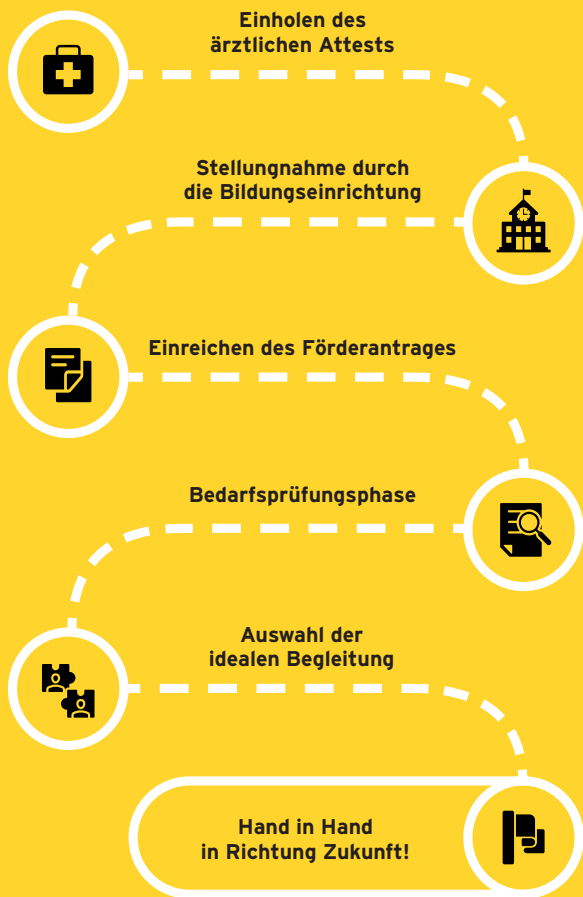 Einholen des
ärztlichen Attests
Stellungnahme durch
die Bildungseinrichtung
Einreichen des Förderantrages
Bedarfsprüfungsphase
Auswahl der
idealen Begleitung
Hand in Hand
in Richtung Zukunft!